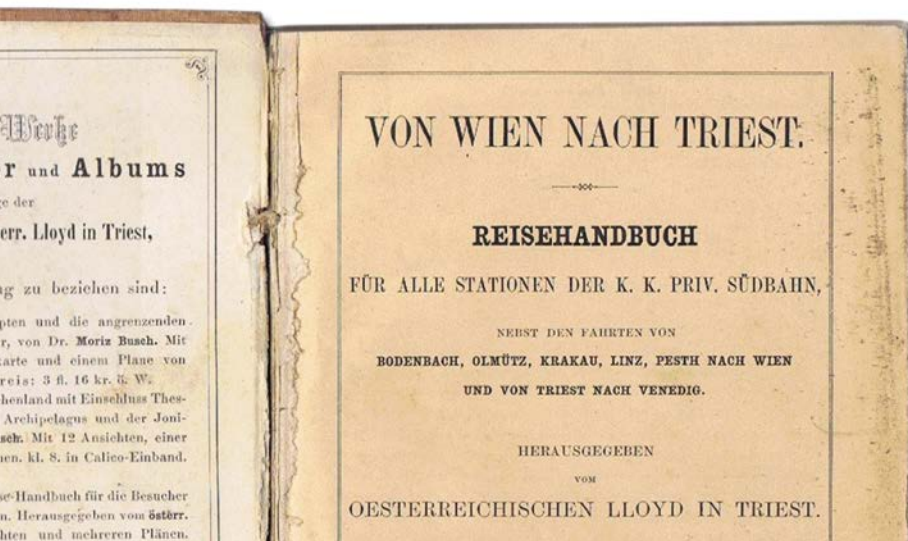 Werke
r und Albums
ge der
err. Lloyd in Triest,
ng zu beziehen sind:
pten und die angrenzenden
r, von Dr. Moriz Busch. Mit
karte und einem Plane von
reis: 3 fl. 16 kr. ö. W.
chenland mit Einschluss Thes-
Archipelagus und der Joni-
sch. Mit 12 Ansichten, einer
nen. kl. 8. in Calico-Einband.
se-Handbuch für die Besucher
n. Herausgegeben vom österr.
hten und mehreren Plänen.
VON WIEN NACH TRIEST.
REISEHANDBUCH
FÜR ALLE STATIONEN DER K. K. PRIV. SÜDBAHN,
NEBST DEN FAHRTEN VON
BODENBACH, OLMÜTZ, KRAKAU, LINZ, PESTH NACH WIEN
UND VON TRIEST NACH VENEDIG.
HERAUSGEGEBEN
VOM
OESTERREICHISCHEN LLOYD IN TRIEST.